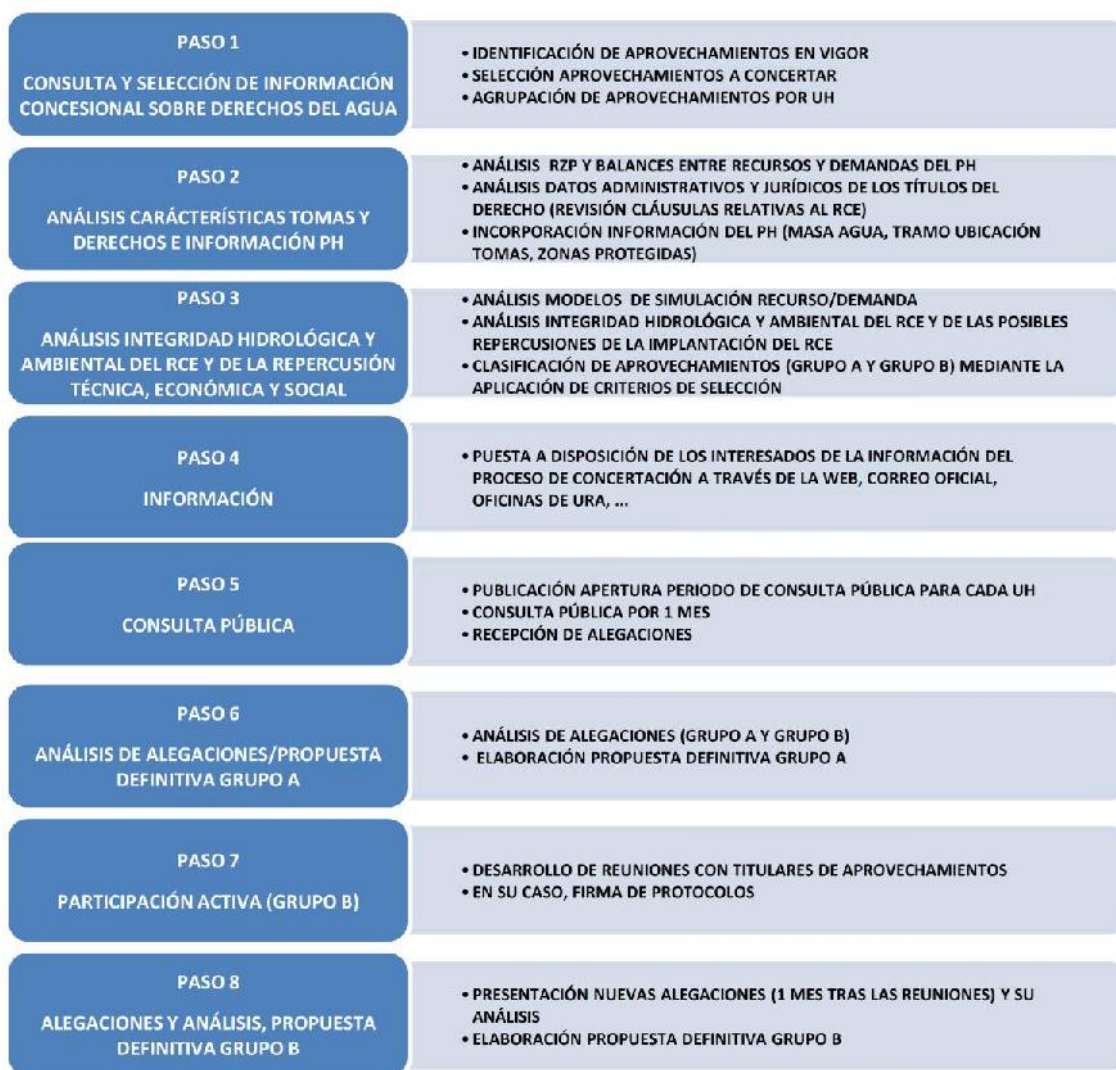 PASO 1
CONSULTA Y SELECCIÓN DE INFORMACIÓN
CONCESIONAL SOBRE DERECHOS DEL AGUA
• IDENTIFICACIÓN DE APROVECHAMIENTOS EN VIGOR
• SELECCIÓN APROVECHAMIENTOS A CONCERTAR
• AGRUPACIÓN DE APROVECHAMIENTOS POR UH
PASO 2
ANÁLISIS CARÁCTERÍSTICAS TOMAS Y
DERECHOS E INFORMACIÓN PH
• ANÁLISIS RZP Y BALANCES ENTRE RECURSOS Y DEMANDAS DEL PH
• ANÁLISIS DATOS ADMINISTRATIVOS Y JURÍDICOS DE LOS TÍTULOS DEL
DERECHO (REVISIÓN CLÁUSULAS RELATIVAS AL RCE)
• INCORPORACIÓN INFORMACIÓN DEL PH (MASA AGUA, TRAMO UBICACIÓN
TOMAS, ZONAS PROTEGIDAS)
PASO 3
ANÁLISIS INTEGRIDAD HIDROLÓGICA Y
AMBIENTAL DEL RCE Y DE LA REPERCUSIÓN
TÉCNICA, ECONÓMICA Y SOCIAL
• ANÁLISIS MODELOS DE SIMULACIÓN RECURSO/DEMANDA
• ANÁLISIS INTEGRIDAD HIDROLÓGICA Y AMBIENTAL DEL RCE Y DE LAS POSIBLES
REPERCUSIONES DE LA IMPLANTACIÓN DEL RCE
• CLASIFICACIÓN DE APROVECHAMIENTOS (GRUPO A Y GRUPO B) MEDIANTE LA
APLICACIÓN DE CRITERIOS DE SELECCIÓN
PASO 4
INFORMACIÓN
• PUESTA A DISPOSICIÓN DE LOS INTERESADOS DE LA INFORMACIÓN DEL
PROCESO DE CONCERTACIÓN A TRAVÉS DE LA WEB, CORREO OFICIAL,
OFICINAS DE URA, ...
PASO 5
CONSULTA PÚBLICA
• PUBLICACIÓN APERTURA PERIODO DE CONSULTA PÚBLICA PARA CADA UH
• CONSULTA PÚBLICA POR 1 MES
• RECEPCIÓN DE ALEGACIONES
PASO 6
ANÁLISIS DE ALEGACIONES/PROPUESTA
DEFINITIVA GRUPO A
• ANÁLISIS DE ALEGACIONES (GRUPO A Y GRUPO B)
• ELABORACIÓN PROPUESTA DEFINITIVA GRUPO A
PASO 7
PARTICIPACIÓN ACTIVA (GRUPO B)
• DESARROLLO DE REUNIONES CON TITULARES DE APROVECHAMIENTOS
• EN SU CASO, FIRMA DE PROTOCOLOS
PASO 8
ALEGACIONES Y ANÁLISIS, PROPUESTA
DEFINITIVA GRUPO B
• PRESENTACIÓN NUEVAS ALEGACIONES (1 MES TRAS LAS REUNIONES) Y SU
ANÁLISIS
• ELABORACIÓN PROPUESTA DEFINITIVA GRUPO B